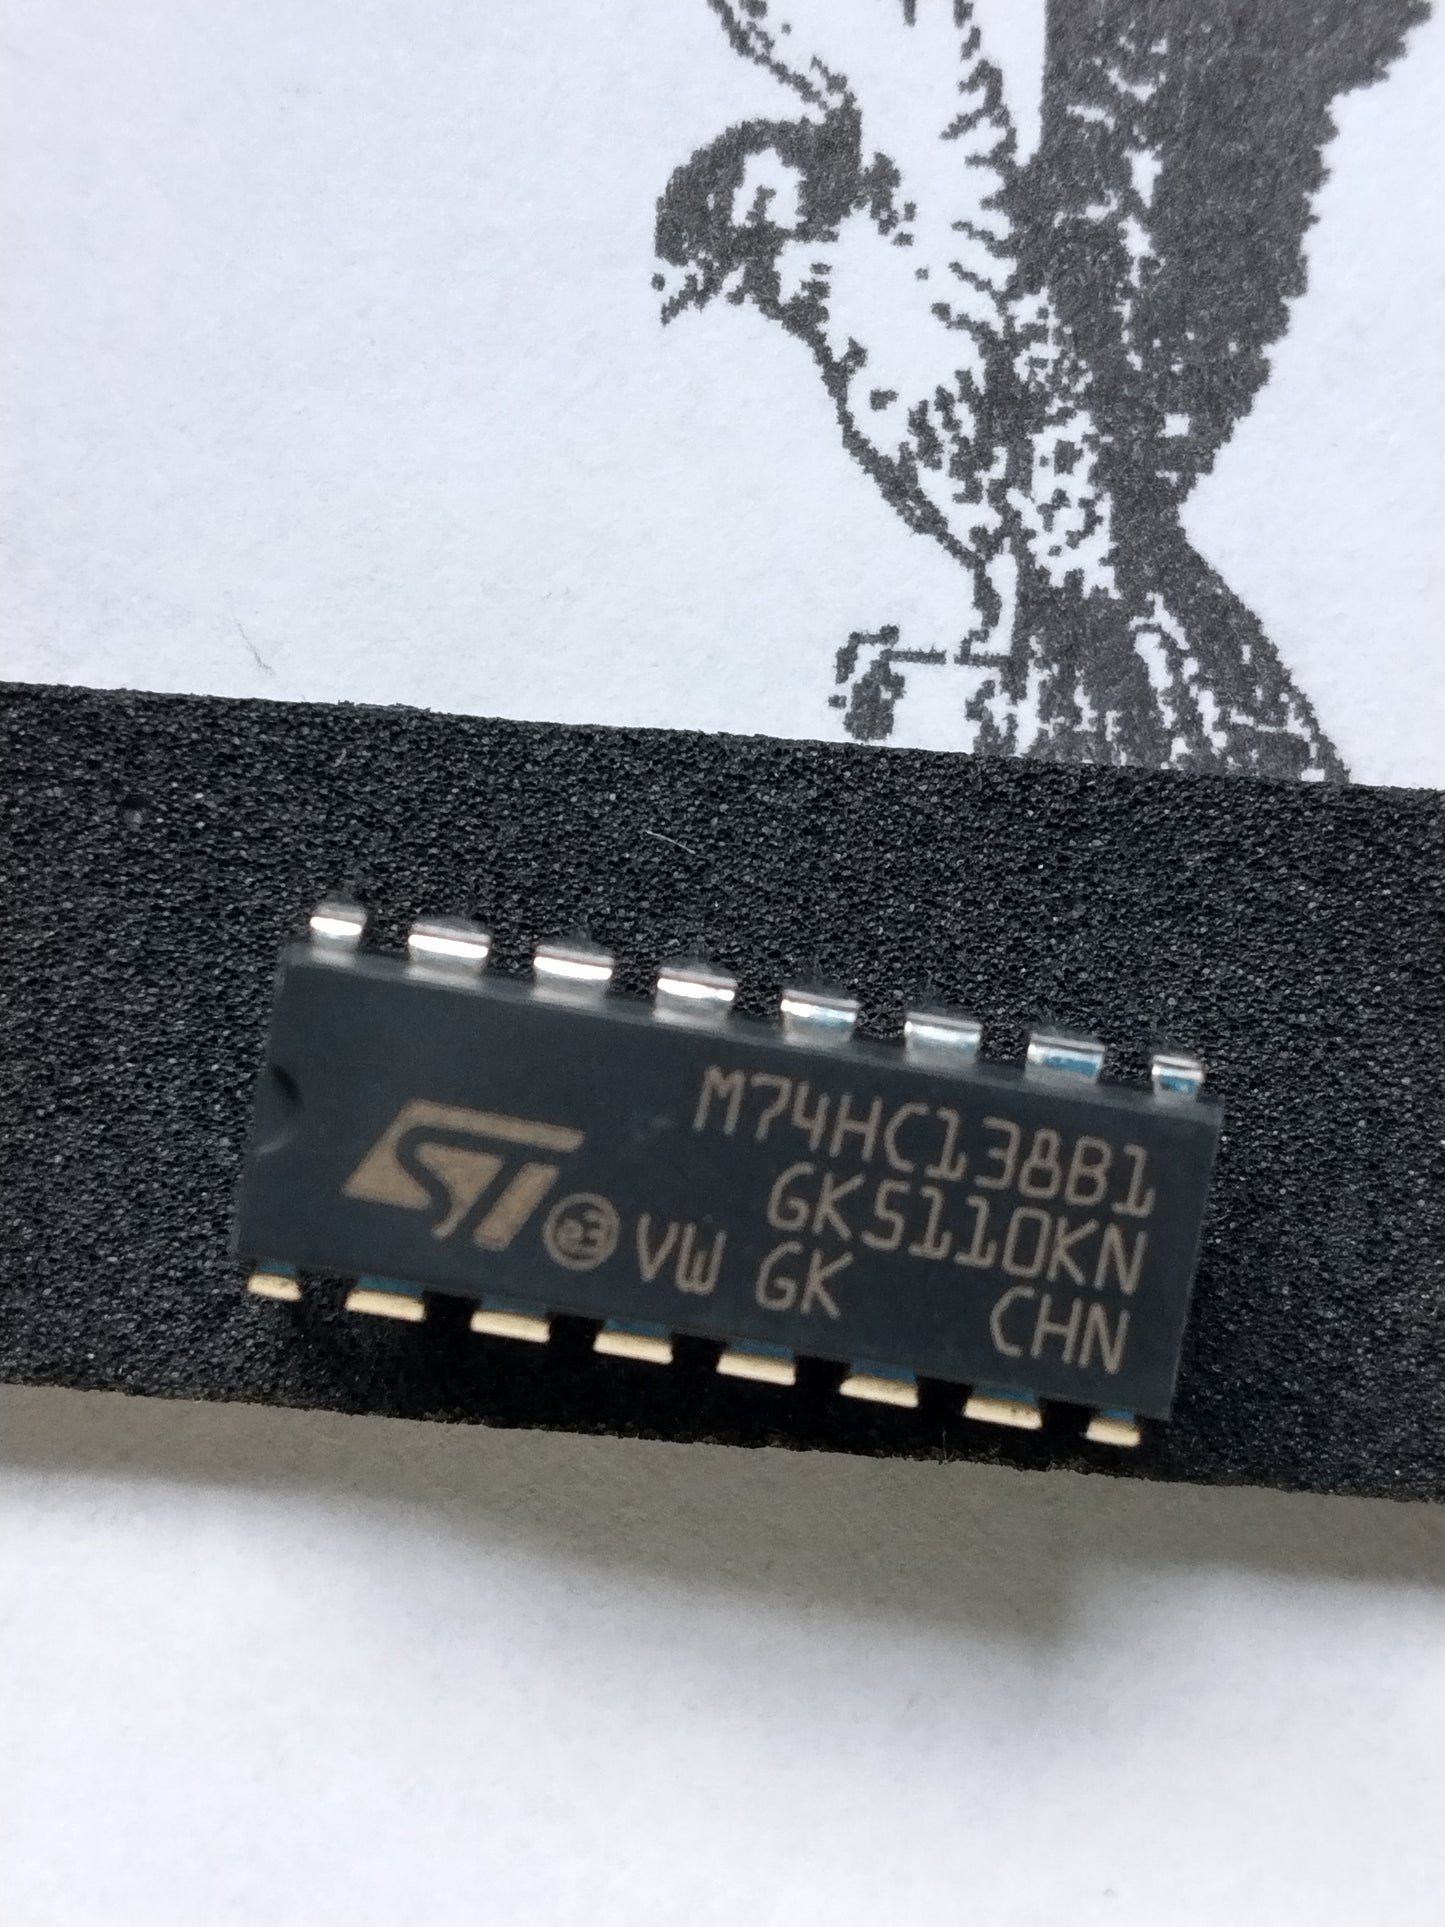 M74HC138B1
GK5110KN
ST e3 VW GK CHN